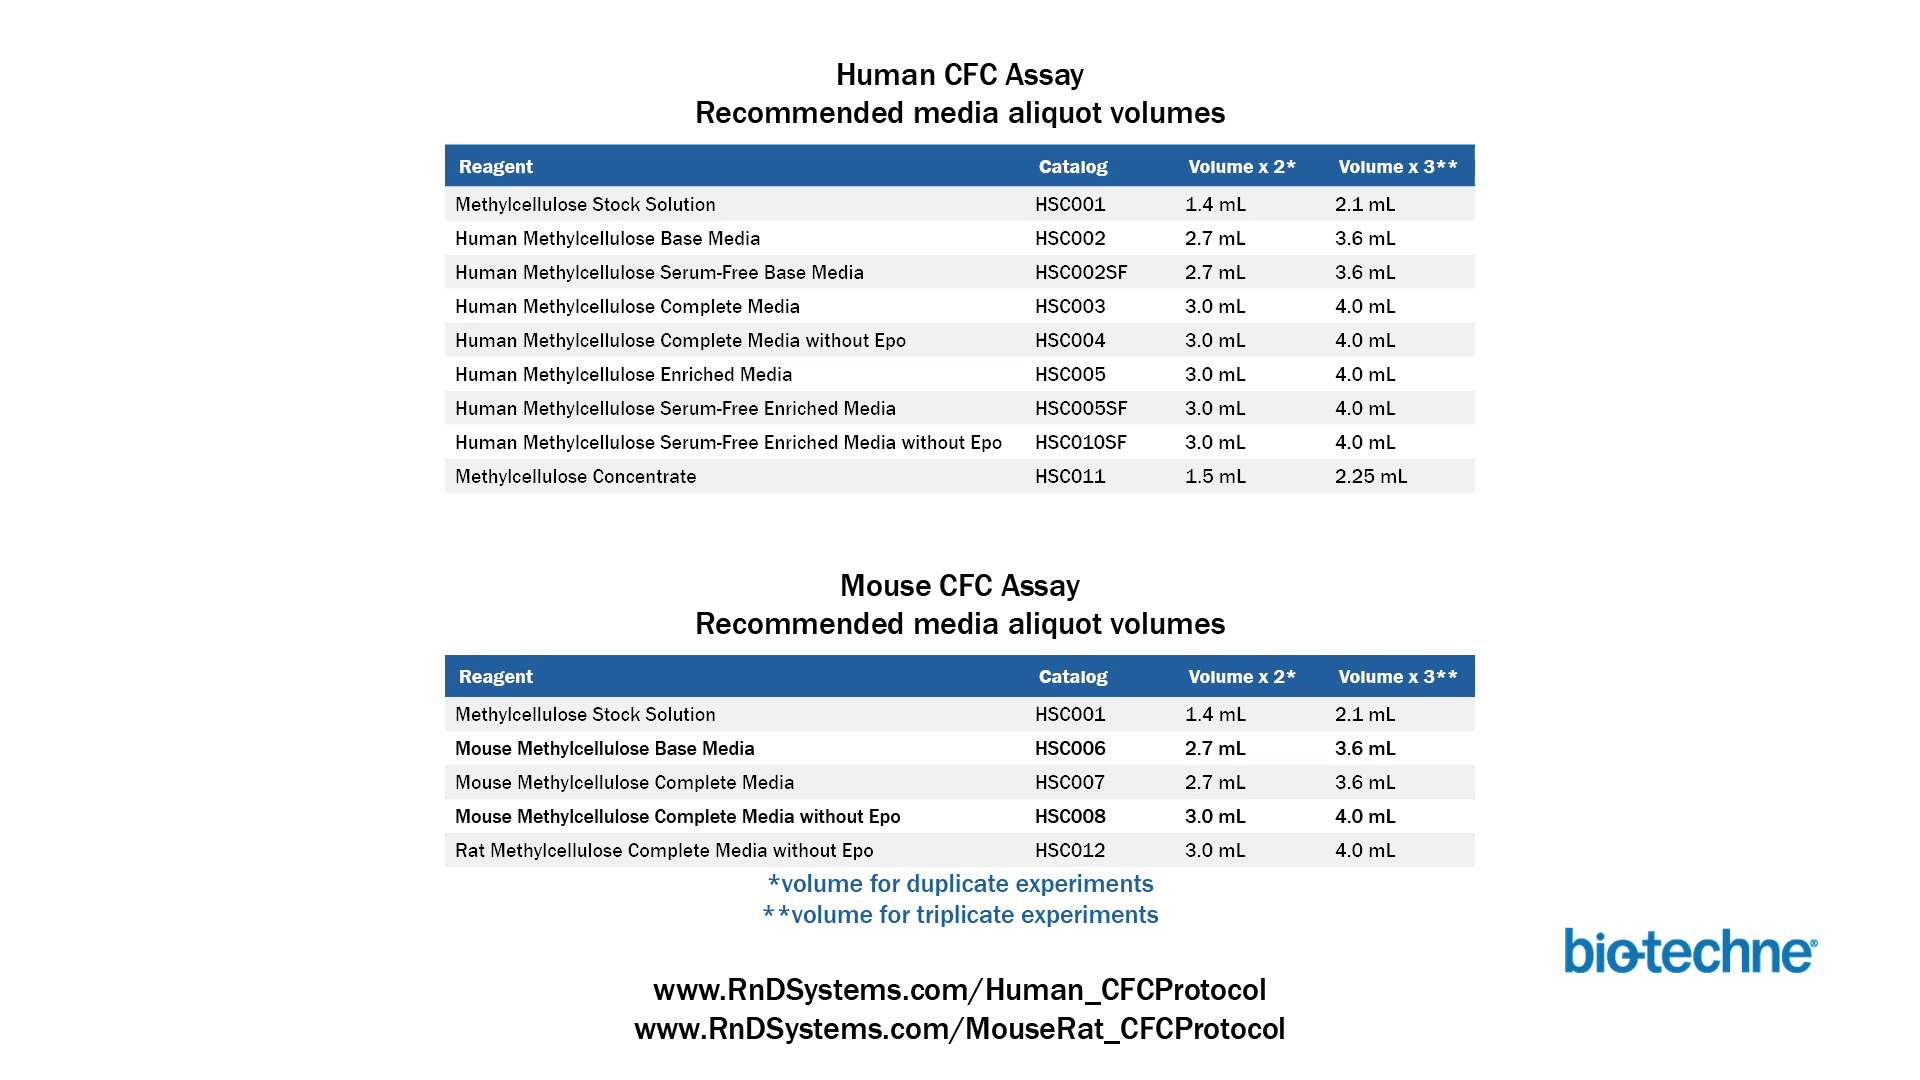 Human CFC Assay
Recommended media aliquot volumes
Reagent Catalog Volume x 2* Volume x 3**
Methylcellulose Stock Solution HSC001 1.4 mL 2.1 mL
Human Methylcellulose Base Media HSC002 2.7 mL 3.6 mL
Human Methylcellulose Serum-Free Base Media HSC002SF 2.7 mL 3.6 mL
Human Methylcellulose Complete Media HSC003 3.0 mL 4.0 mL
Human Methylcellulose Complete Media without Epo HSC004 3.0 mL 4.0 mL
Human Methylcellulose Enriched Media HSC005 3.0 mL 4.0 mL
Human Methylcellulose Serum-Free Enriched Media HSC005SF 3.0 mL 4.0 mL
Human Methylcellulose Serum-Free Enriched Media without Epo HSC010SF 3.0 mL 4.0 mL
Methylcellulose Concentrate HSC011 1.5 mL 2.25 mL
Mouse CFC Assay
Recommended media aliquot volumes
Reagent Catalog Volume x 2* Volume x 3**
Methylcellulose Stock Solution HSC001 1.4 mL 2.1 mL
Mouse Methylcellulose Base Media HSC006 2.7 mL 3.6 mL
Mouse Methylcellulose Complete Media HSC007 2.7 mL 3.6 mL
Mouse Methylcellulose Complete Media without Epo HSC008 3.0 mL 4.0 mL
Rat Methylcellulose Complete Media without Epo HSC012 3.0 mL 4.0 mL
*volume for duplicate experiments
**volume for triplicate experiments
bio-techne®
www.RnDSystems.com/Human_CFCProtocol
www.RnDSystems.com/MouseRat_CFCProtocol